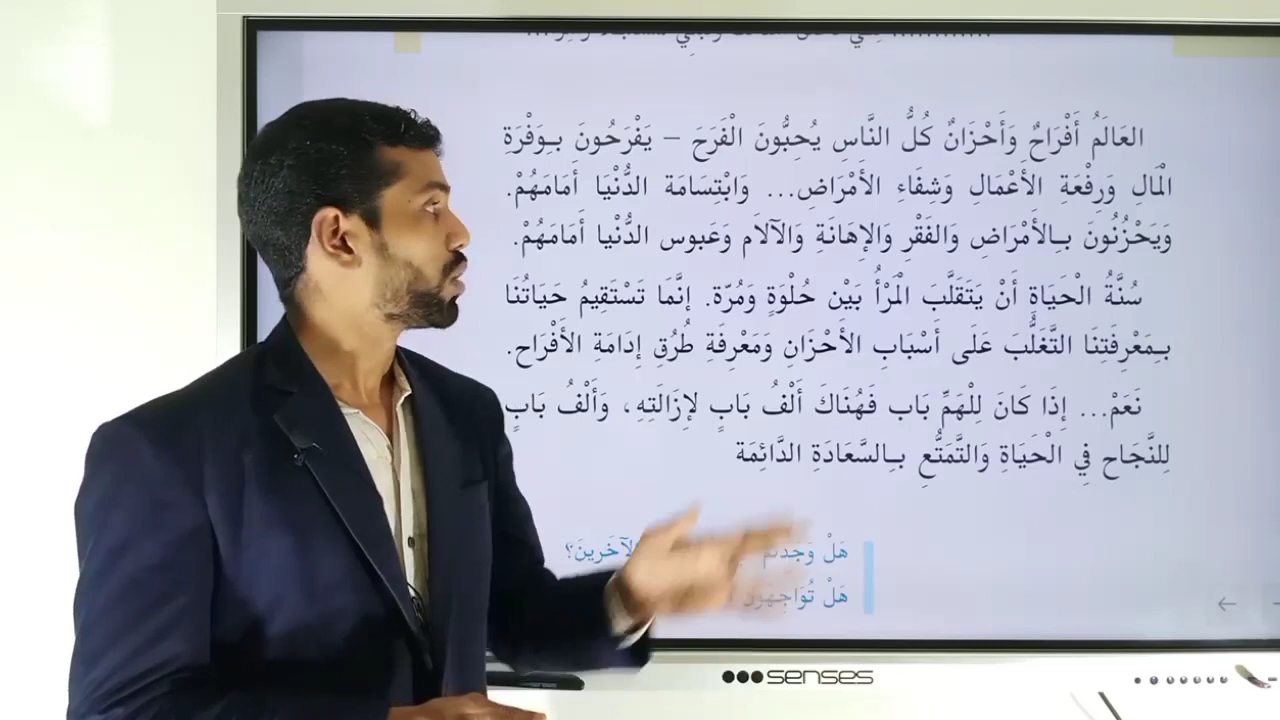 العَالَمُ أَفْرَاحٌ وَأَحْزَانٌ كُلُّ النَّاسِ يُحِبُّونَ الْفَرَحَ – يَفْرَحُونَ بِوَفْرَةِ
الْمَالِ وَرِفْعَةِ الأَعْمَالِ وَشِفَاءِ الأَمْرَاضِ... وَابْتِسَامَة الدُّنْيَا أَمَامَهُمْ.
وَيَحْزُنُونَ بِالأَمْرَاضِ وَالفَقْرِ وَالإِهَانَةِ وَالآلَام وَعَبوس الدُّنْيا أَمَامَهُمْ.
سُنَّةُ الْحَيَاةِ أَنْ يَتَقَلَّبَ الْمَرْأُ بَيْن حُلْوَةٍ وَمُرّة. إِنَّمَا تَسْتَقِيمُ حَيَاتُنَا
بِمَعْرِفَتِنَا التَّغَلُّبَ عَلَى أَسْبَابِ الأَحْزَانِ وَمَعْرِفَةِ طُرُقِ إِدَامَةِ الأَفْرَاح.
نَعَمْ... إِذَا كَانَ لِلْهَمِّ بَاب فَهُنَاكَ أَلْفُ بَابٍ لإِزَالَتِهِ، وَأَلْفُ بَابٍ
لِلنَّجَاح فِي الْحَيَاةِ وَالتَّمَتُّعِ بِالسَّعَادَةِ الدَّائِمَة
هَلْ وَجَدْتُمْ الآخَرِينَ؟
هَلْ تُوَاجِهُونَ
senses